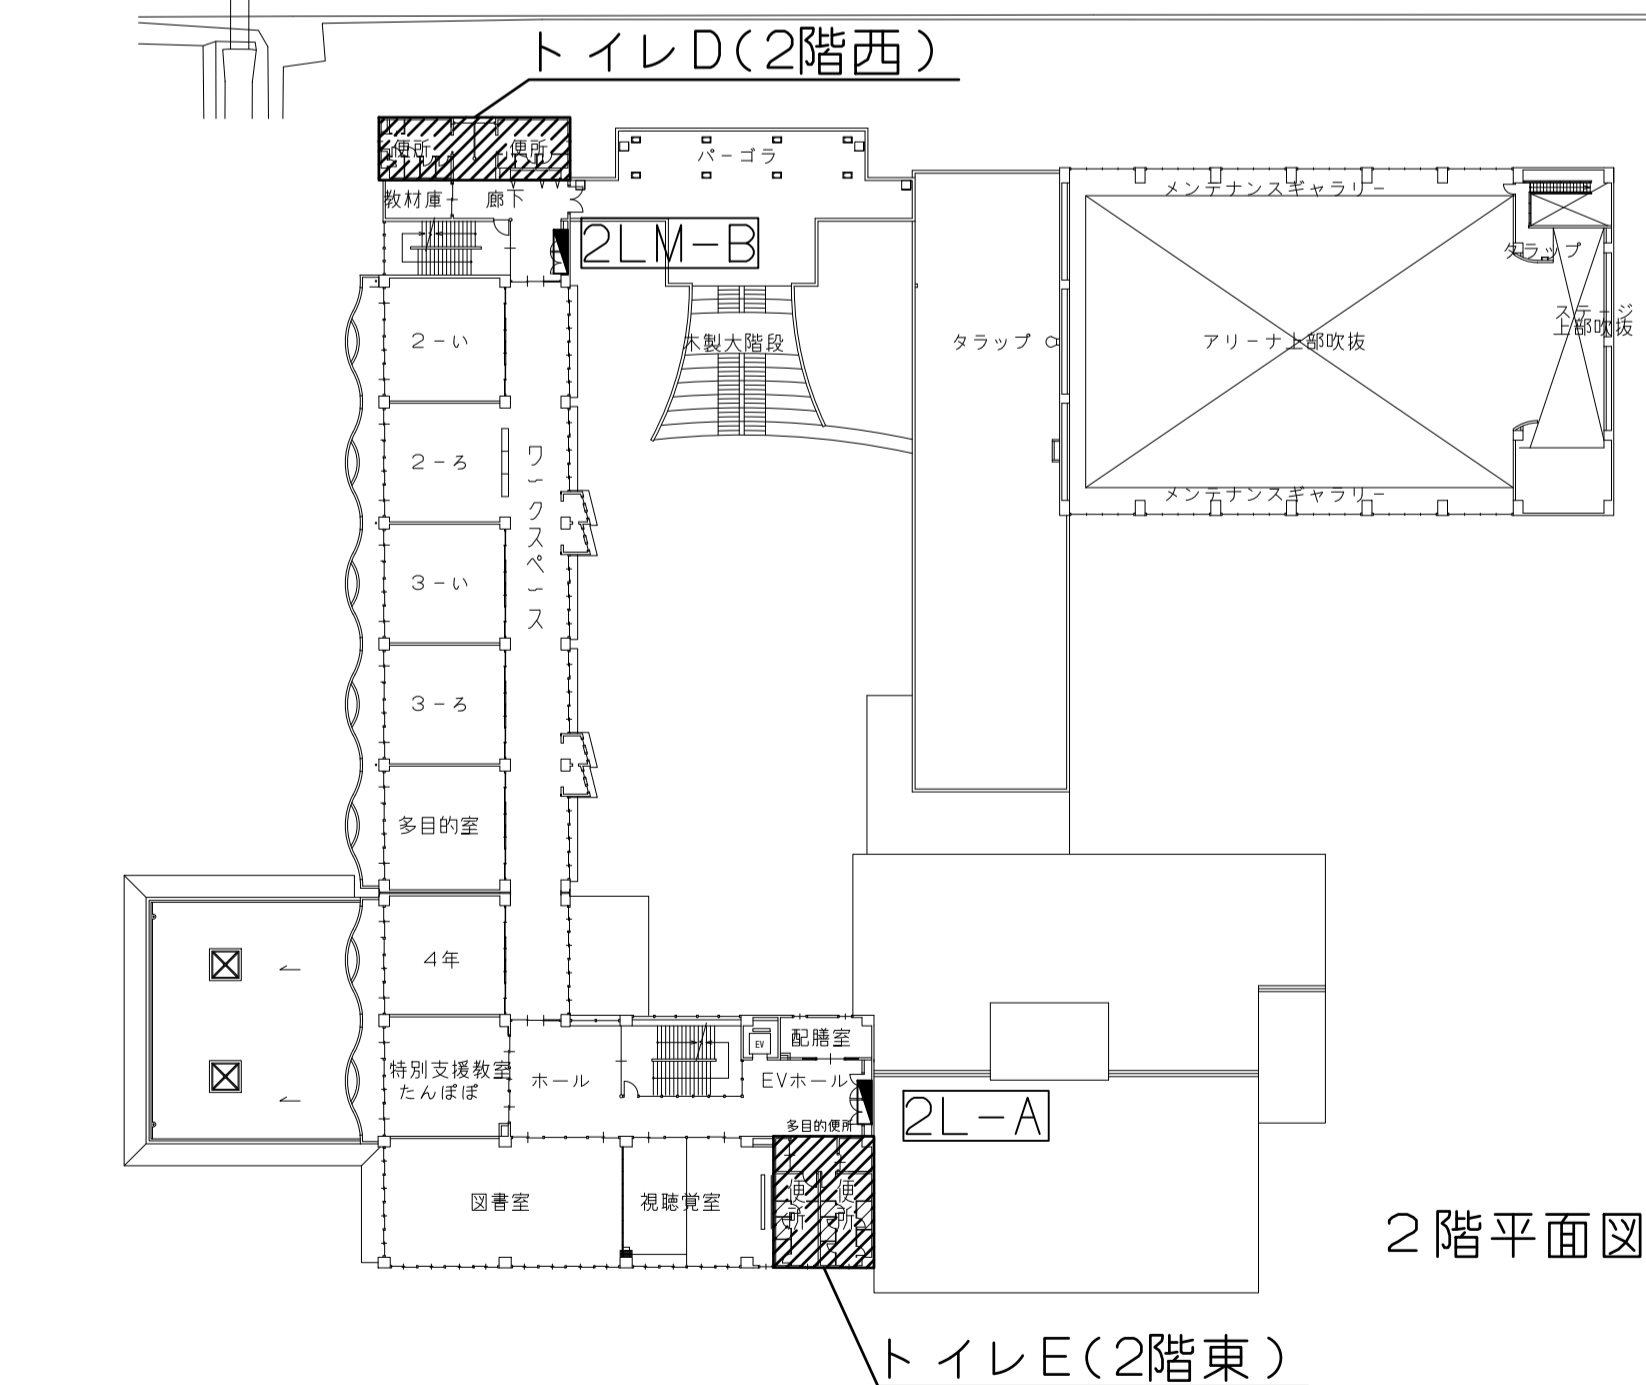 トイレD(2階西)
便所
便所
パーゴラ
教材庫
廊下
メンテナンスギャラリー
2LM-B
タラップ
ステージ
上部吹抜
2-い
木製大階段
タラップ
アリーナ上部吹抜
2-ろ
ワークスペース
メンテナンスギャラリー
3-い
3-ろ
多目的室
4年
配膳室
EV
特別支援教室
たんぽぽ
ホール
EVホール
2L-A
多目的便所
図書室
視聴覚室
便所
便所
2階平面図
トイレE(2階東)